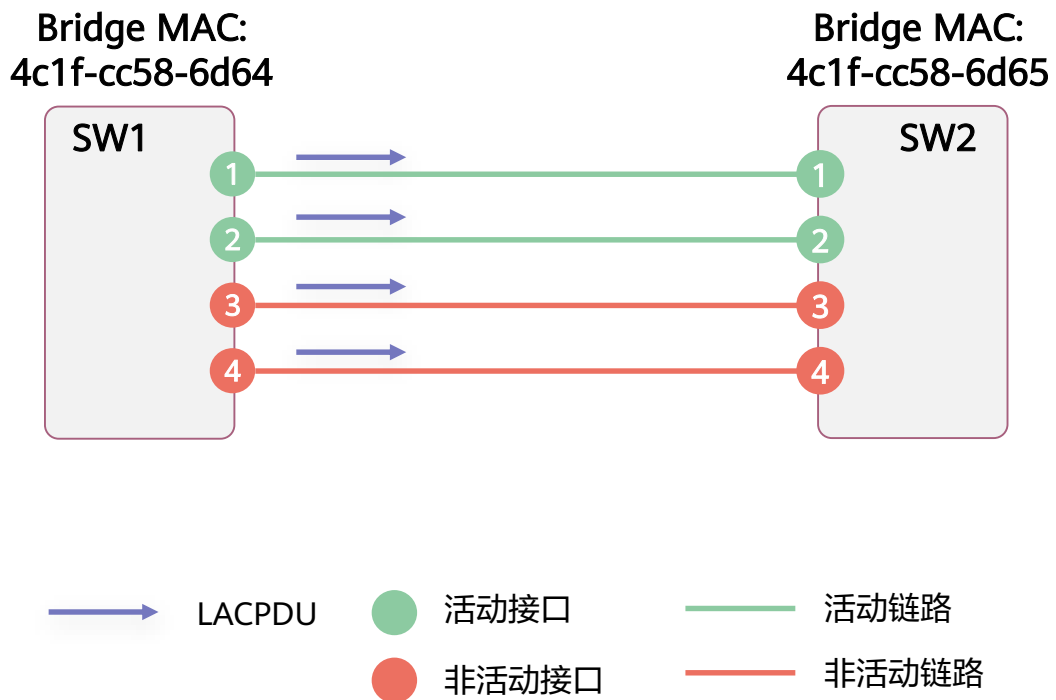 Bridge MAC:
4c1f-cc58-6d64
Bridge MAC:
4c1f-cc58-6d65
SW1
SW2
1
1
2
2
3
3
4
4
LACPDU
活动接口
活动链路
非活动接口
非活动链路